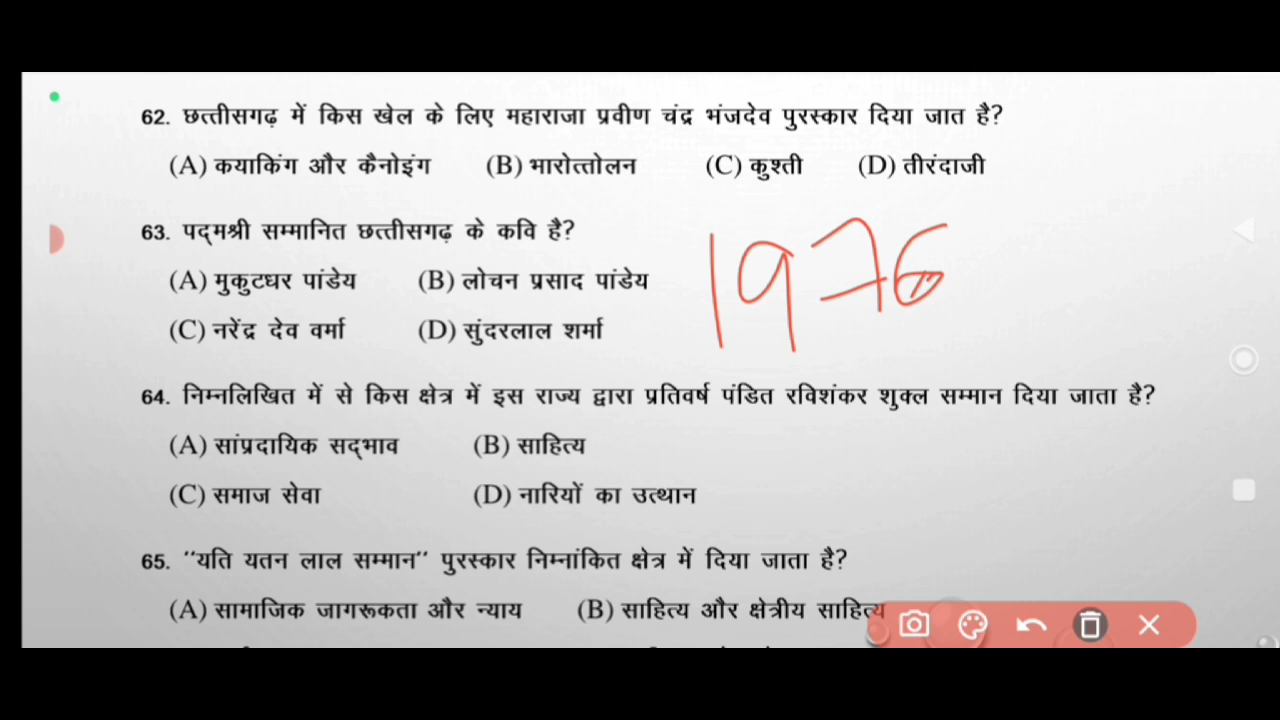 62. छत्तीसगढ़ में किस खेल के लिए महाराजा प्रवीण चंद्र भंजदेव पुरस्कार दिया जात है?
(A) कयाकिंग और कैनोइंग (B) भारोत्तोलन (C) कुश्ती (D) तीरंदाजी
63. पद्मश्री सम्मानित छत्तीसगढ़ के कवि है?
(A) मुकुटधर पांडेय (B) लोचन प्रसाद पांडेय
1976
(C) नरेंद्र देव वर्मा (D) सुंदरलाल शर्मा
64. निम्नलिखित में से किस क्षेत्र में इस राज्य द्वारा प्रतिवर्ष पंडित रविशंकर शुक्ल सम्मान दिया जाता है?
(A) सांप्रदायिक सद्भाव (B) साहित्य
(C) समाज सेवा (D) नारियों का उत्थान
65. "यति यतन लाल सम्मान" पुरस्कार निम्नांकित क्षेत्र में दिया जाता है?
(A) सामाजिक जागरूकता और न्याय (B) साहित्य और क्षेत्रीय साहित्य